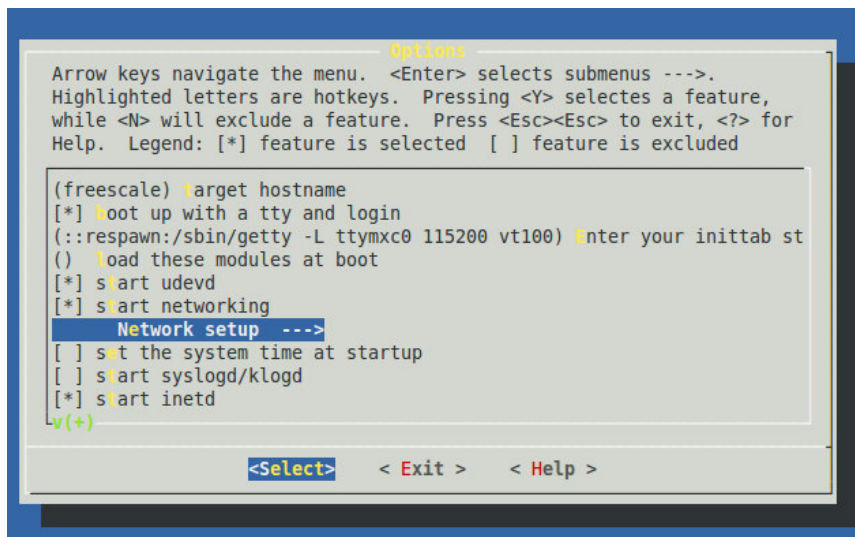 Options
Arrow keys navigate the menu.  <Enter> selects submenus --->.
Highlighted letters are hotkeys.  Pressing <Y> selectes a feature,
while <N> will exclude a feature.  Press <Esc><Esc> to exit, <?> for
Help.  Legend: [*] feature is selected  [ ] feature is excluded
(freescale) target hostname
[*] boot up with a tty and login
(::respawn:/sbin/getty -L ttymxc0 115200 vt100) Enter your inittab st
()  load these modules at boot
[*] start udevd
[*] start networking
Network setup  --->
[ ] set the system time at startup
[ ] start syslogd/klogd
[*] start inetd
v(+)
<Select>    < Exit >    < Help >